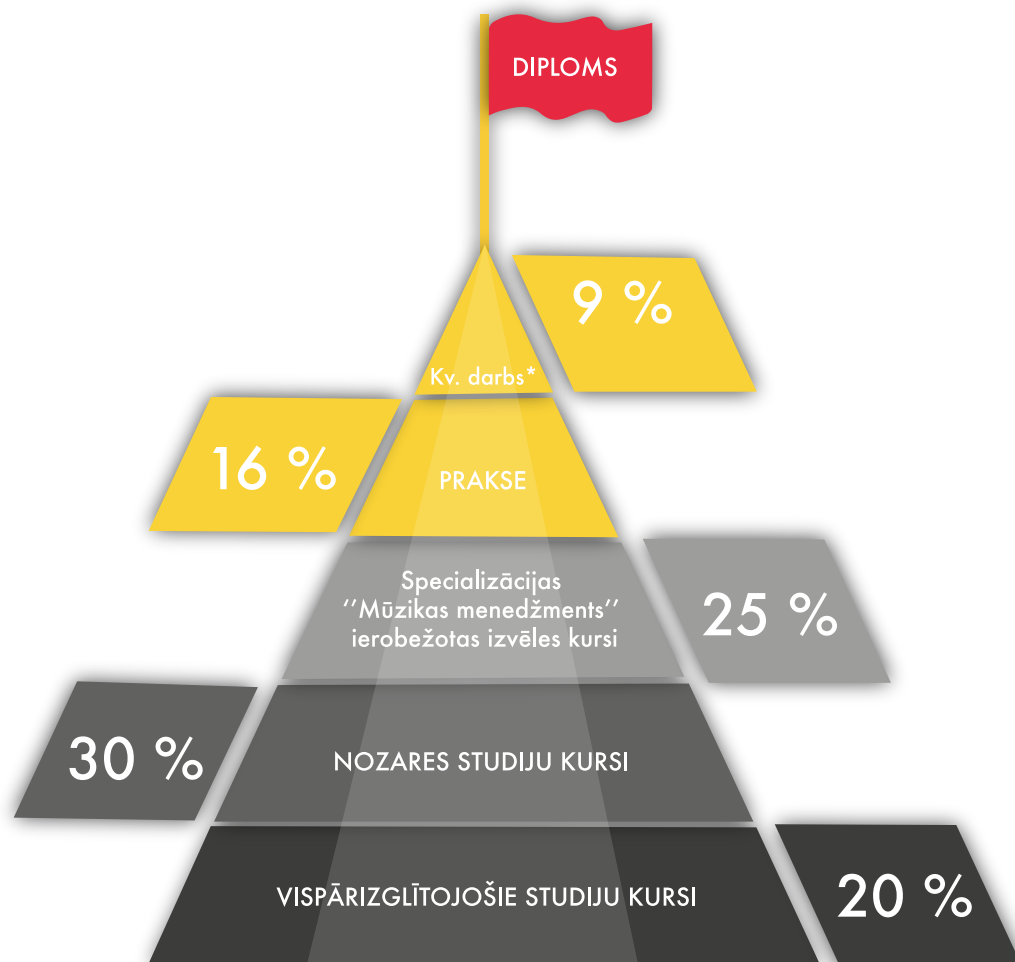 DIPLOMS
9 %
Kv. darbs*
16 %
PRAKSE
Specializācijas
‘‘Mūzikas menedžments’’
ierobežotas izvēles kursi
25 %
30 %
NOZARES STUDIJU KURSI
VISPĀRIZGLĪTOJOŠIE STUDIJU KURSI
20 %